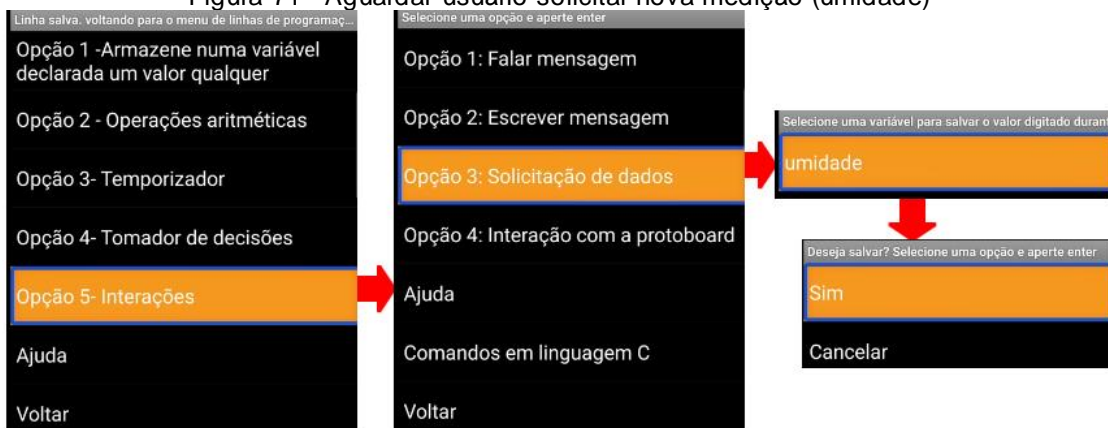 Figura 71 - Aguardar usuário solicitar nova medição (umidade)
Linha salva. voltando para o menu de linhas de programaç...
Opção 1 -Armazene numa variável
declarada um valor qualquer
Opção 2 - Operações aritméticas
Opção 3- Temporizador
Opção 4- Tomador de decisões
Opção 5- Interações
Ajuda
Voltar
Selecione uma opção e aperte enter
Opção 1: Falar mensagem
Opção 2: Escrever mensagem
Opção 3: Solicitação de dados
Opção 4: Interação com a protoboard
Ajuda
Comandos em linguagem C
Voltar
Selecione uma variável para salvar o valor digitado durant
umidade
Deseja salvar? Selecione uma opção e aperte enter
Sim
Cancelar